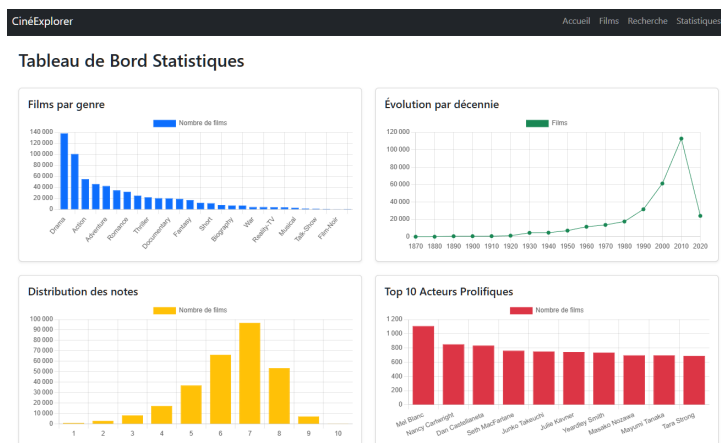 CinéExplorer
Accueil Films Recherche Statistiques
Tableau de Bord Statistiques
Films par genre
Nombre de films
140 000
120 000
100 000
80 000
60 000
40 000
20 000
0
Drama Action Adventure Romance Thriller Documentary Fantasy Short Biography War Reality-TV Musical Talk-Show Film-Noir
Évolution par décennie
Films
120 000
100 000
80 000
60 000
40 000
20 000
0
1870 1880 1890 1900 1910 1920 1930 1940 1950 1960 1970 1980 1990 2000 2010 2020
Distribution des notes
Nombre de films
100 000
90 000
80 000
70 000
60 000
50 000
40 000
30 000
20 000
10 000
0
1 2 3 4 5 6 7 8 9 10
Top 10 Acteurs Prolifiques
Nombre de films
1 200
1 000
800
600
400
200
0
Mel Blanc Nancy Cartwright Dan Castellaneta Seth MacFarlane Junko Takeuchi Julie Kavner Yeardley Smith Masako Nozawa Mayumi Tanaka Tara Strong